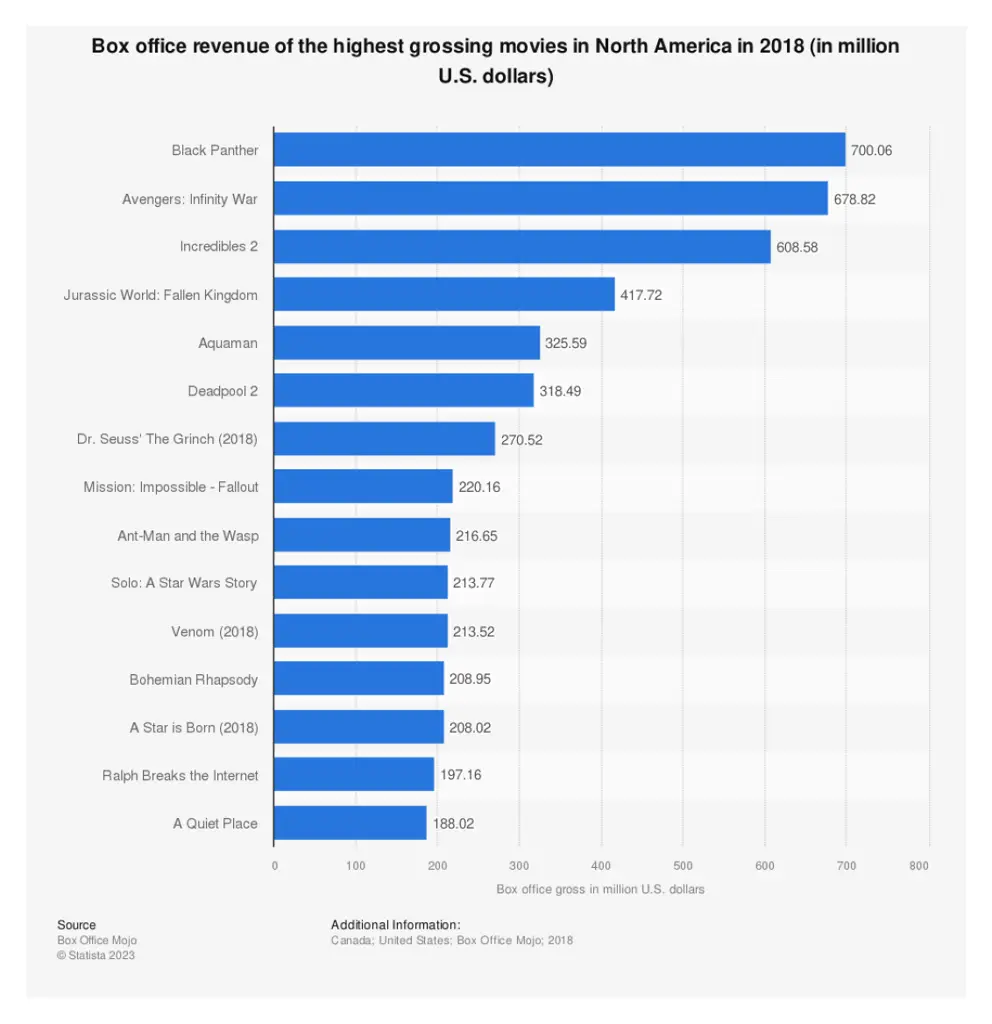 Box office revenue of the highest grossing movies in North America in 2018 (in million
U.S. dollars)
Black Panther 700.06
Avengers: Infinity War 678.82
Incredibles 2 608.58
Jurassic World: Fallen Kingdom 417.72
Aquaman 325.59
Deadpool 2 318.49
Dr. Seuss' The Grinch (2018) 270.52
Mission: Impossible - Fallout 220.16
Ant-Man and the Wasp 216.65
Solo: A Star Wars Story 213.77
Venom (2018) 213.52
Bohemian Rhapsody 208.95
A Star is Born (2018) 208.02
Ralph Breaks the Internet 197.16
A Quiet Place 188.02
0 100 200 300 400 500 600 700 800
Box office gross in million U.S. dollars
Source
Box Office Mojo
© Statista 2023
Additional Information:
Canada; United States; Box Office Mojo; 2018